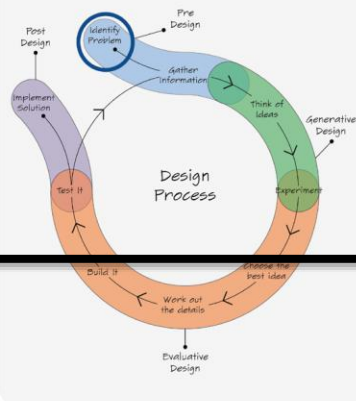 Post
Design
Pre
Design
Identify
Problem
Gather
Information
Implement
Solution
Think of
Ideas
Generative
Design
Test It
Design
Process
Experiment
Build It
Choose the
best idea
Work out
the details
Evaluative
Design